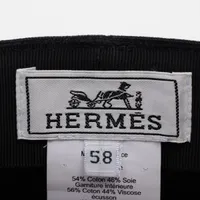 HERMÈS
58
54% Coton 46% Soie
Garniture intérieure
56% Coton 44% Viscose
écusson